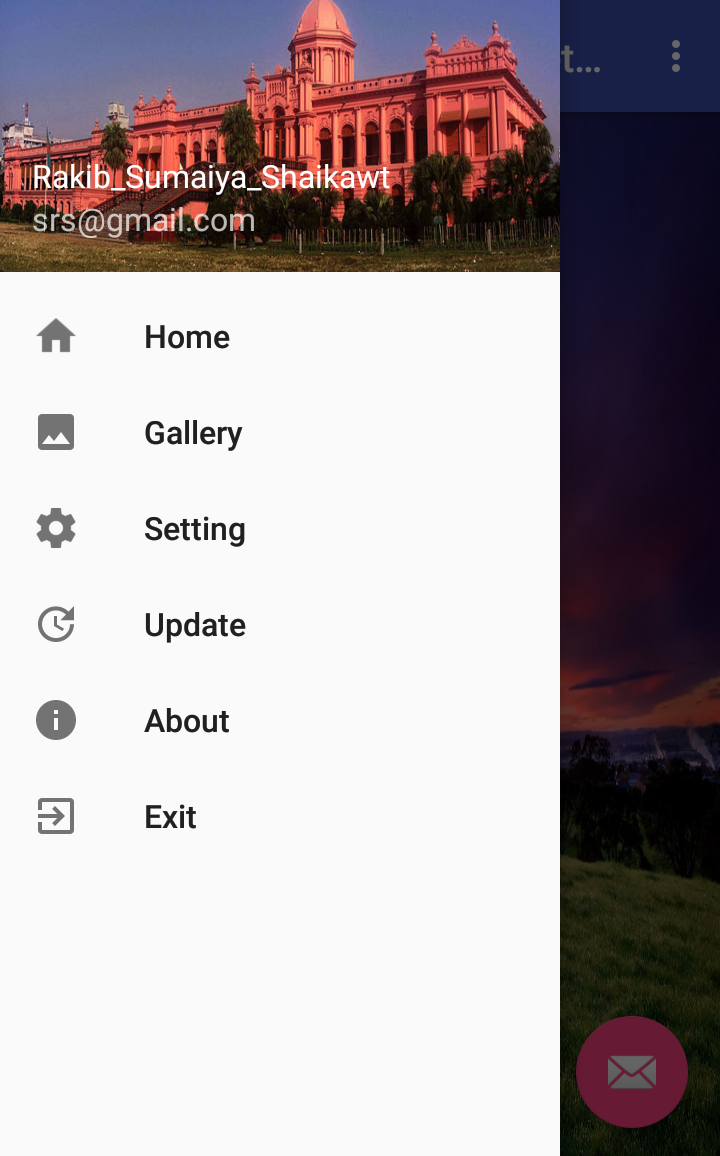 t...
Rakib_Sumaiya_Shaikawt
srs@gmail.com
Home
Gallery
Setting
Update
About
Exit